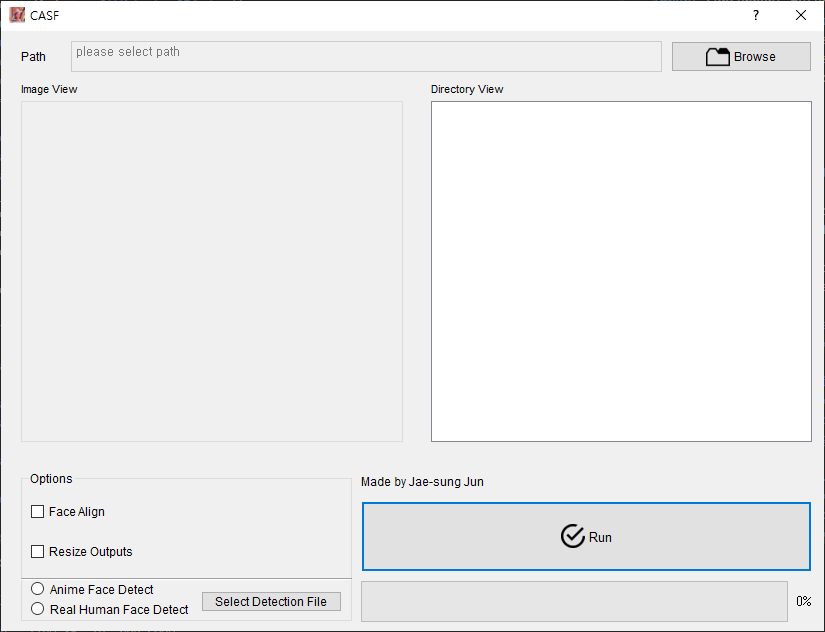 CASF
?
Path
please select path
Browse
Image View
Directory View
Options
Face Align
Resize Outputs
Anime Face Detect
Real Human Face Detect
Select Detection File
Made by Jae-sung Jun
Run
0%